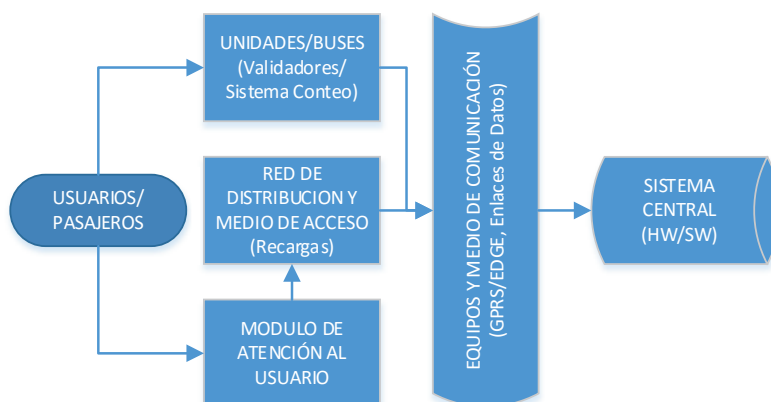 UNIDADES/BUSES
(Validadores/
Sistema Conteo)
USUARIOS/
PASAJEROS
RED DE
DISTRIBUCION Y
MEDIO DE ACCESO
(Recargas)
MODULO DE
ATENCIÓN AL
USUARIO
EQUIPOS Y MEDIO DE COMUNICACIÓN
(GPRS/EDGE, Enlaces de Datos)
SISTEMA
CENTRAL
(HW/SW)